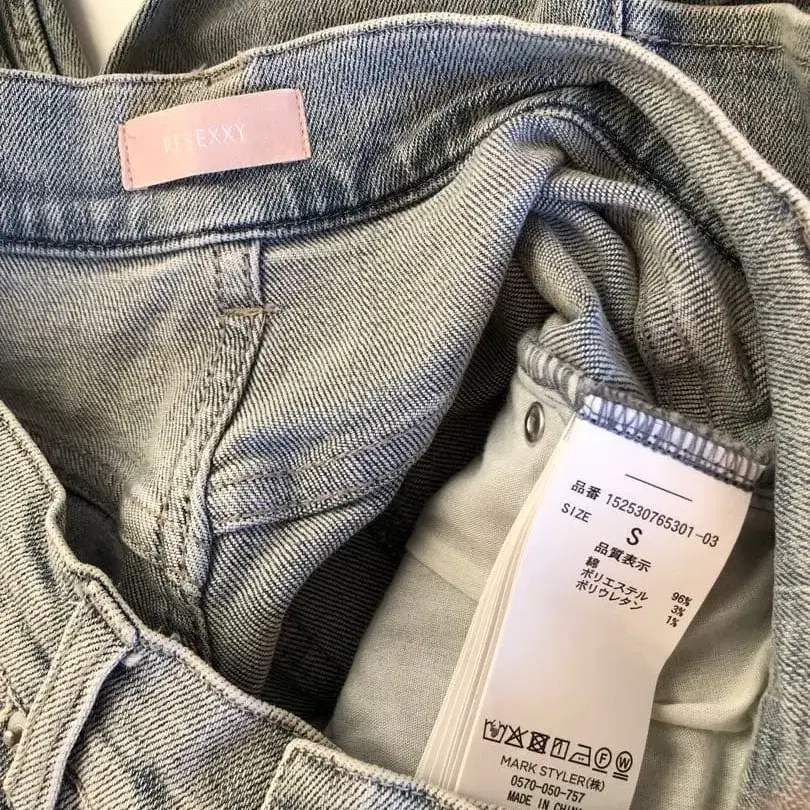 RESEXXY
品番 152530765301-03
SIZE S
品質表示
綿 96%
ポリエステル 3%
ポリウレタン 1%
MARK STYLER(株)
0570-050-757
MADE IN CHINA